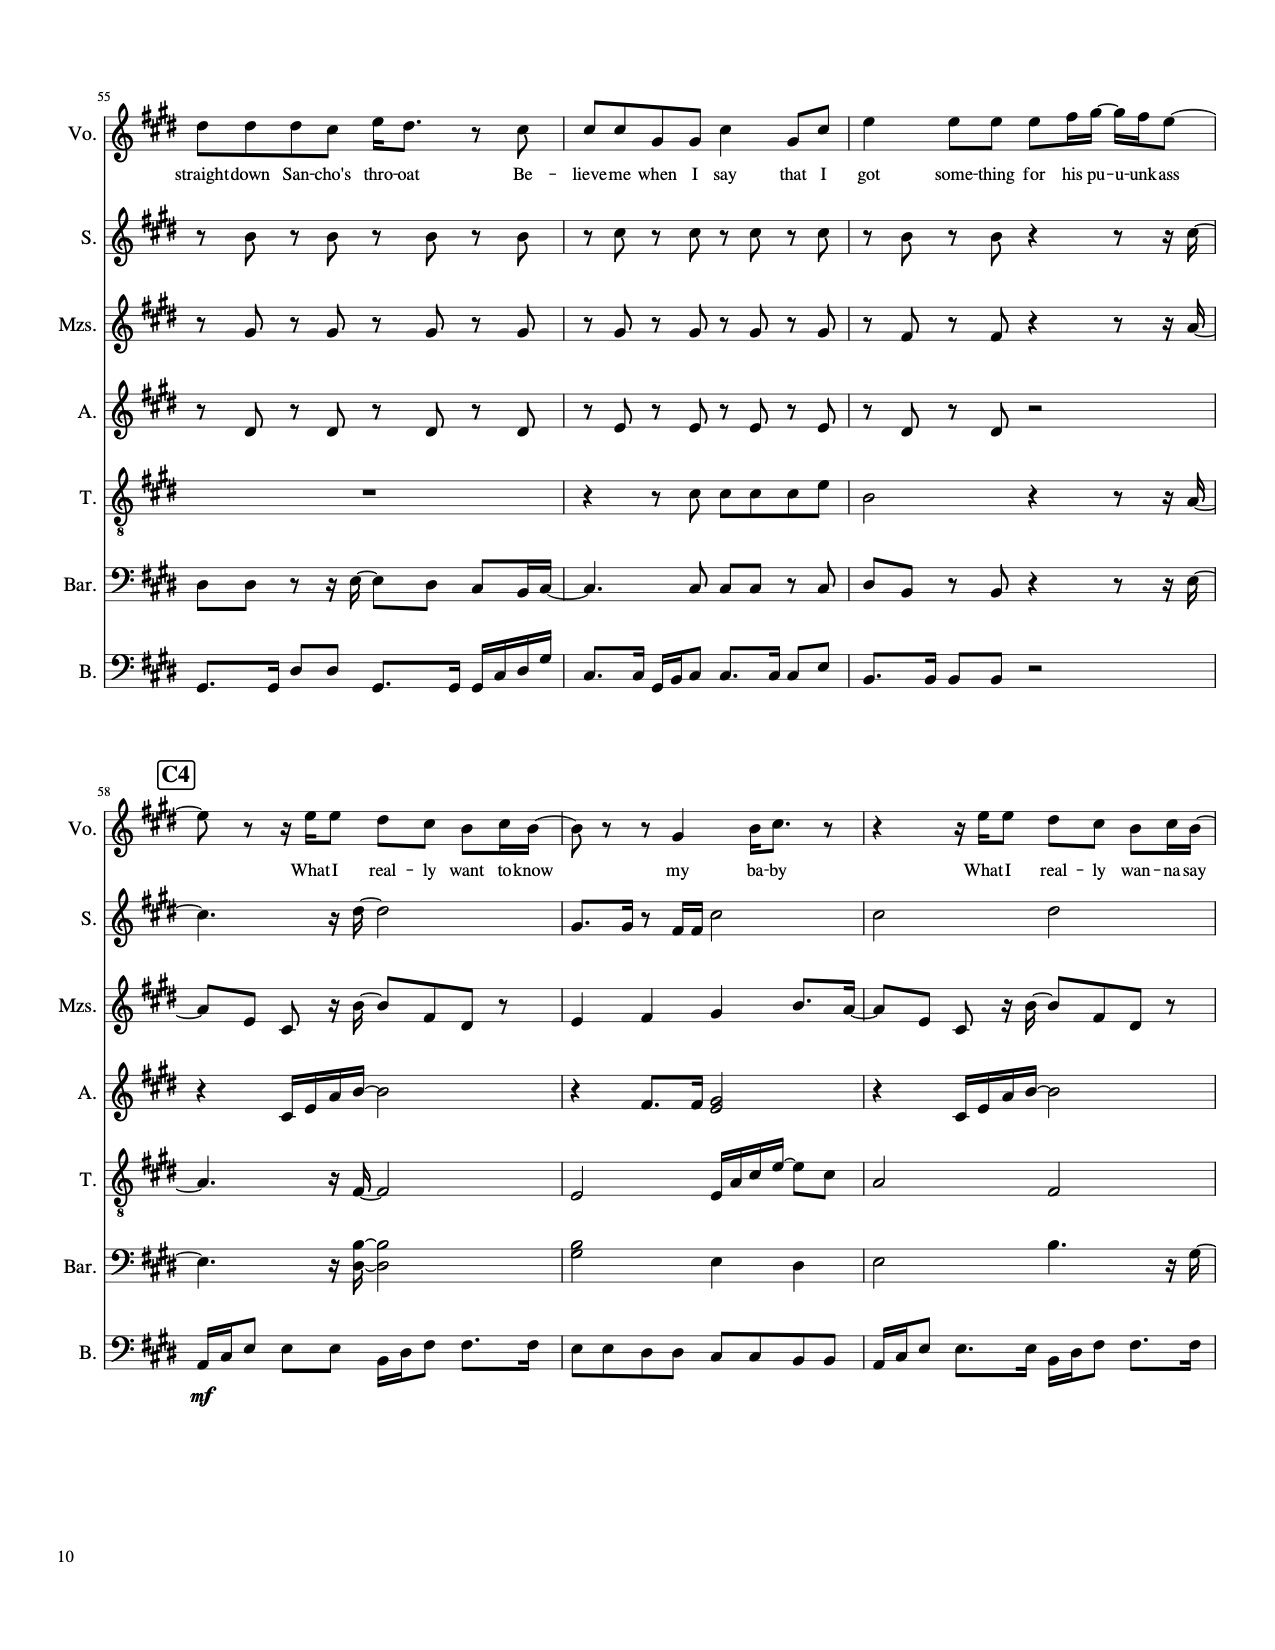 55
Vo.
straight down San-cho's thro-oat Be - lieve me when I say that I got some-thing for his pu-u-unk ass
S.
Mzs.
A.
T.
8
Bar.
B.
C4
58
Vo.
What I real - ly want to know my ba-by What I real - ly wan-na say
S.
Mzs.
A.
T.
8
Bar.
B.
mf
10